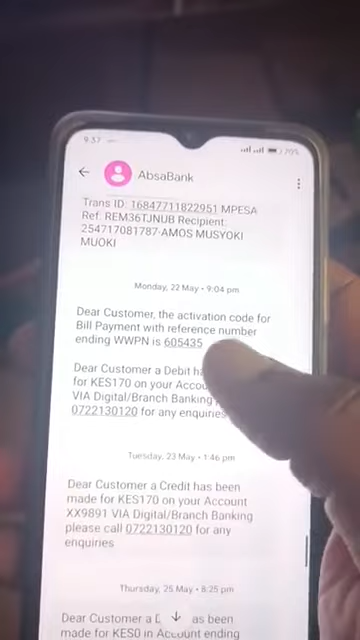 9:37
70%
AbsaBank
Trans ID: 16847711822951 MPESA
Ref: REM36TJNUB Recipient:
254717081787-AMOS MUSYOKI
MUOKI
Monday, 22 May • 9:04 pm
Dear Customer, the activation code for
Bill Payment with reference number
ending WWPN is 605435
Dear Customer a Debit
for KES170 on your
VIA Digital/Branch Banking
0722130120 for any enquiries
Tuesday, 23 May • 1:46 pm
Dear Customer a Credit has been
made for KES170 on your Account
XX9891 VIA Digital/Branch Banking
please call 0722130120 for any
enquiries
Thursday, 25 May • 8:25 pm
Dear Customer a as been
made for KES0 in Account ending